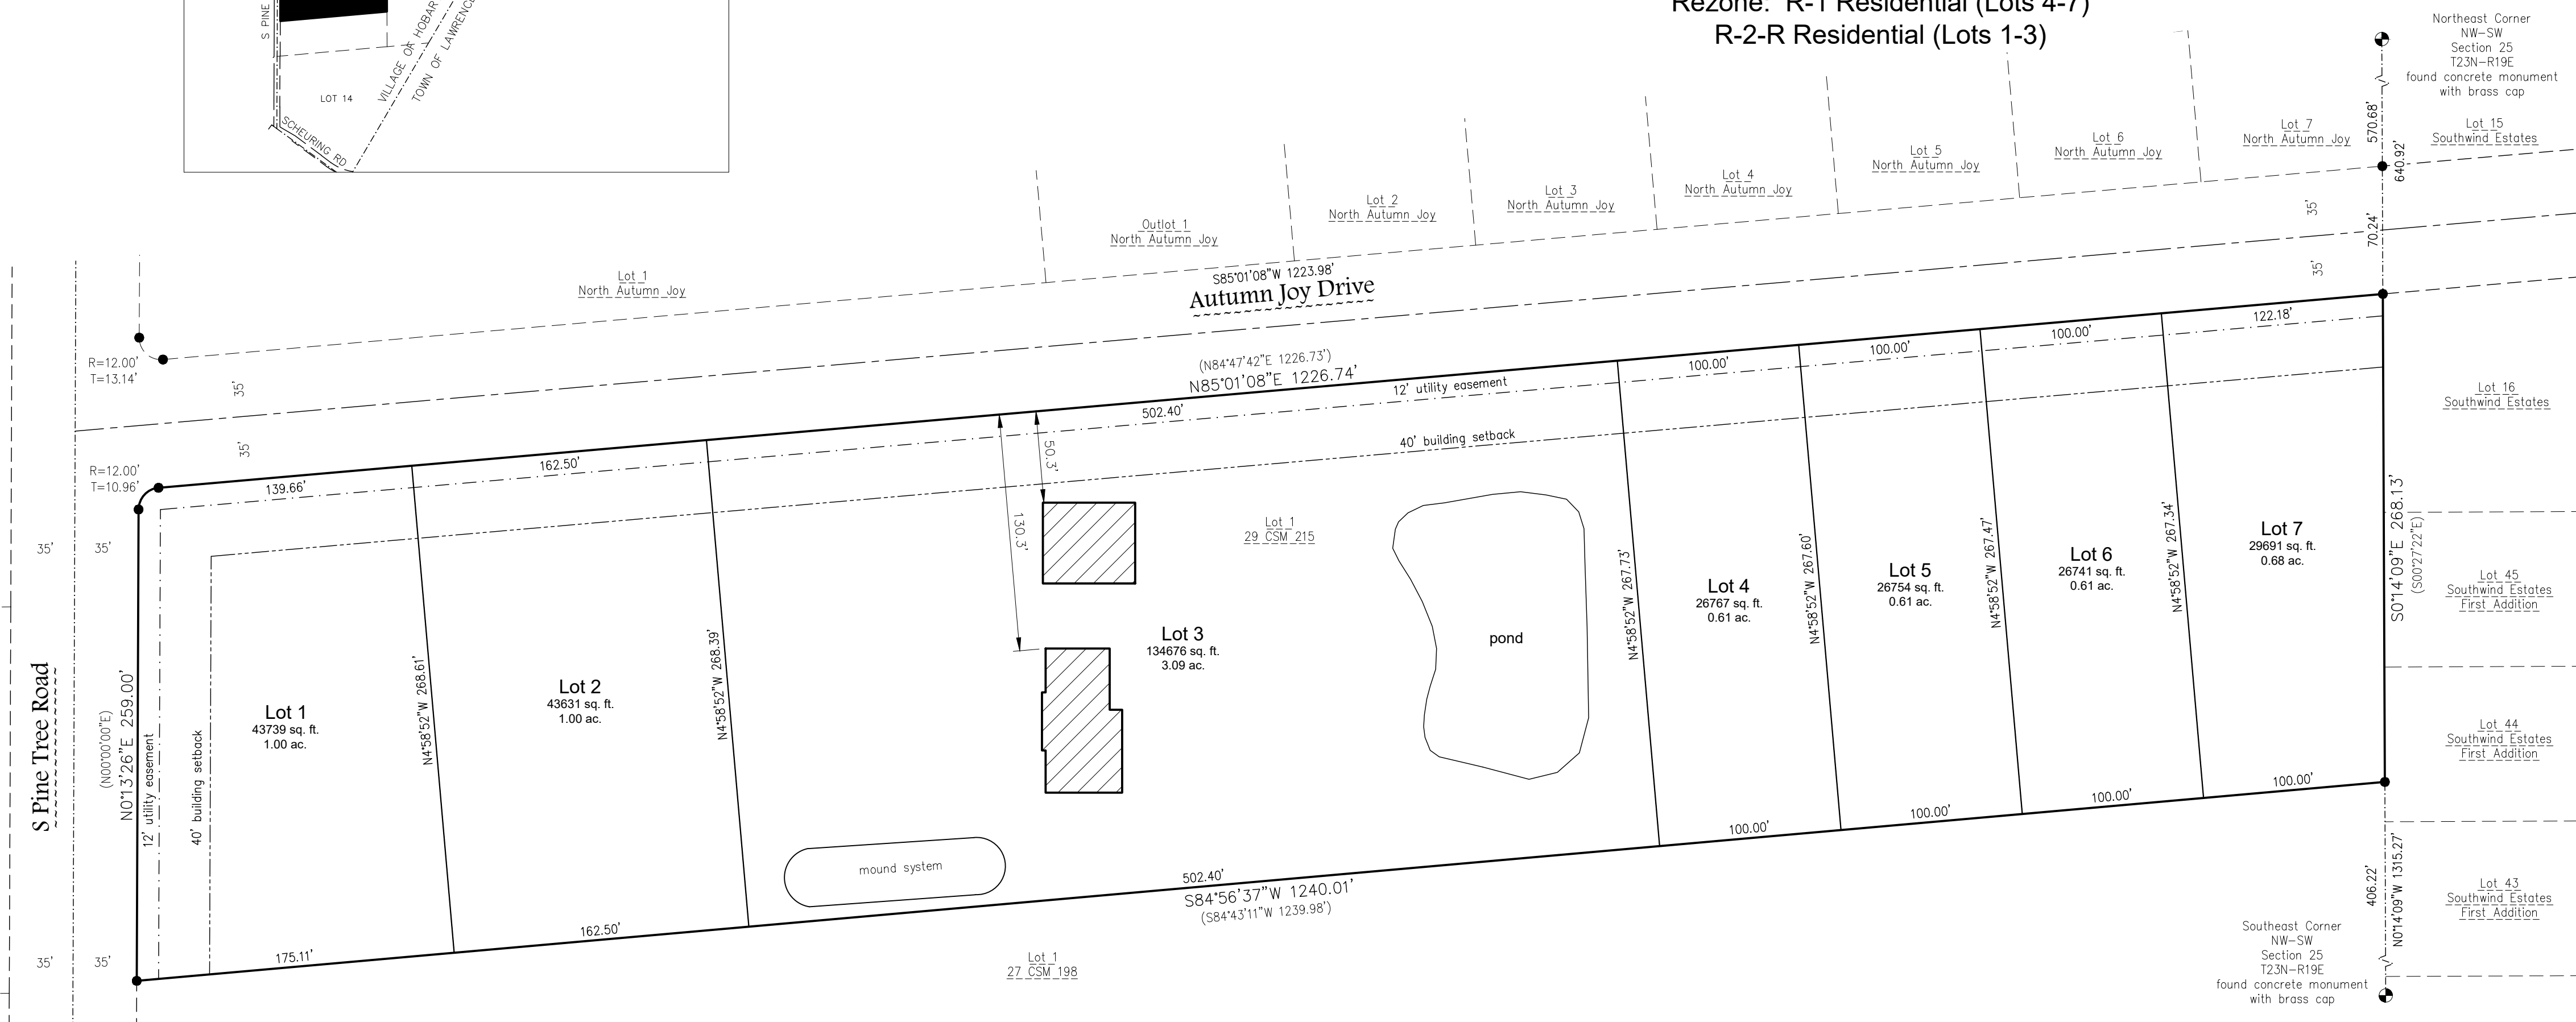 S PINE
VILLAGE OF HOBAR
TOWN OF LAWRENCE
LOT 14
SCHEURING RD
Rezone: R-1 Residential (Lots 4-7)
R-2-R Residential (Lots 1-3)
Northeast Corner
NW-SW
Section 25
T23N-R19E
found concrete monument
with brass cap
570.68'
640.92'
70.24'
Lot 15
Southwind Estates
Lot 7
North Autumn Joy
Lot 6
North Autumn Joy
Lot 5
North Autumn Joy
Lot 4
North Autumn Joy
Lot 3
North Autumn Joy
Lot 2
North Autumn Joy
Outlot 1
North Autumn Joy
Lot 1
North Autumn Joy
S85°01'08"W 1223.98'
Autumn Joy Drive
35'
35'
R=12.00'
T=13.14'
35'
35'
R=12.00'
T=10.96'
(N84°47'42"E 1226.73')
N85°01'08"E 1226.74'
12' utility easement
139.66'
162.50'
502.40'
100.00'
100.00'
100.00'
122.18'
40' building setback
50.3'
130.3'
Lot 1
29 CSM 215
Lot 16
Southwind Estates
35'
35'
S Pine Tree Road
(N00°00'00"E)
N0°13'26"E 259.00'
12' utility easement
40' building setback
Lot 1
43739 sq. ft.
1.00 ac.
N4°58'52"W 268.61'
Lot 2
43631 sq. ft.
1.00 ac.
N4°58'52"W 268.39'
Lot 3
134676 sq. ft.
3.09 ac.
pond
mound system
N4°58'52"W 267.73'
Lot 4
26767 sq. ft.
0.61 ac.
N4°58'52"W 267.60'
Lot 5
26754 sq. ft.
0.61 ac.
N4°58'52"W 267.47'
Lot 6
26741 sq. ft.
0.61 ac.
N4°58'52"W 267.34'
Lot 7
29691 sq. ft.
0.68 ac.
S0°14'09"E 268.13'
(S00°27'22"E)
Lot 45
Southwind Estates
First Addition
Lot 44
Southwind Estates
First Addition
Lot 43
Southwind Estates
First Addition
35'
35'
175.11'
162.50'
502.40'
100.00'
100.00'
100.00'
100.00'
S84°56'37"W 1240.01'
(S84°43'11"W 1239.98')
Lot 1
27 CSM 198
406.22'
N0°14'09"W 1315.27'
Southeast Corner
NW-SW
Section 25
T23N-R19E
found concrete monument
with brass cap